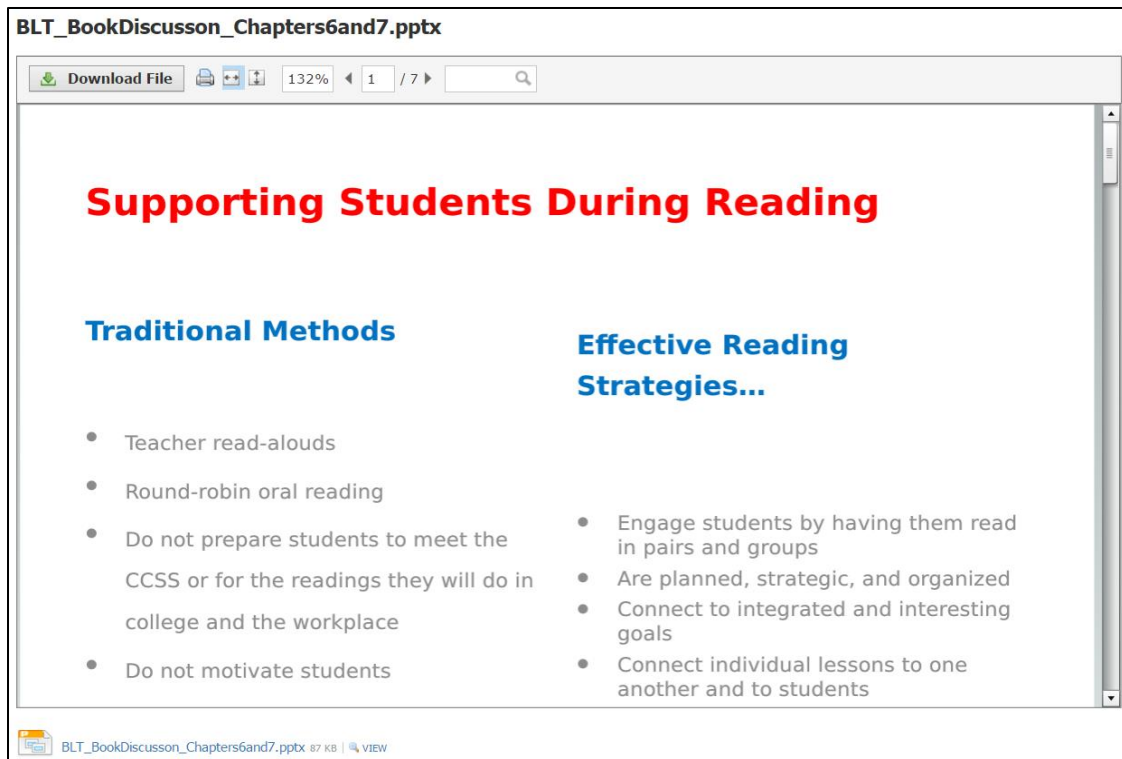 BLT_BookDiscusson_Chapters6and7.pptx
Download File 132% 1 / 7
Supporting Students During Reading
Traditional Methods
• Teacher read-alouds
• Round-robin oral reading
• Do not prepare students to meet the
CCSS or for the readings they will do in
college and the workplace
• Do not motivate students
Effective Reading
Strategies…
• Engage students by having them read
in pairs and groups
• Are planned, strategic, and organized
• Connect to integrated and interesting
goals
• Connect individual lessons to one
another and to students
BLT_BookDiscusson_Chapters6and7.pptx 87 KB | VIEW